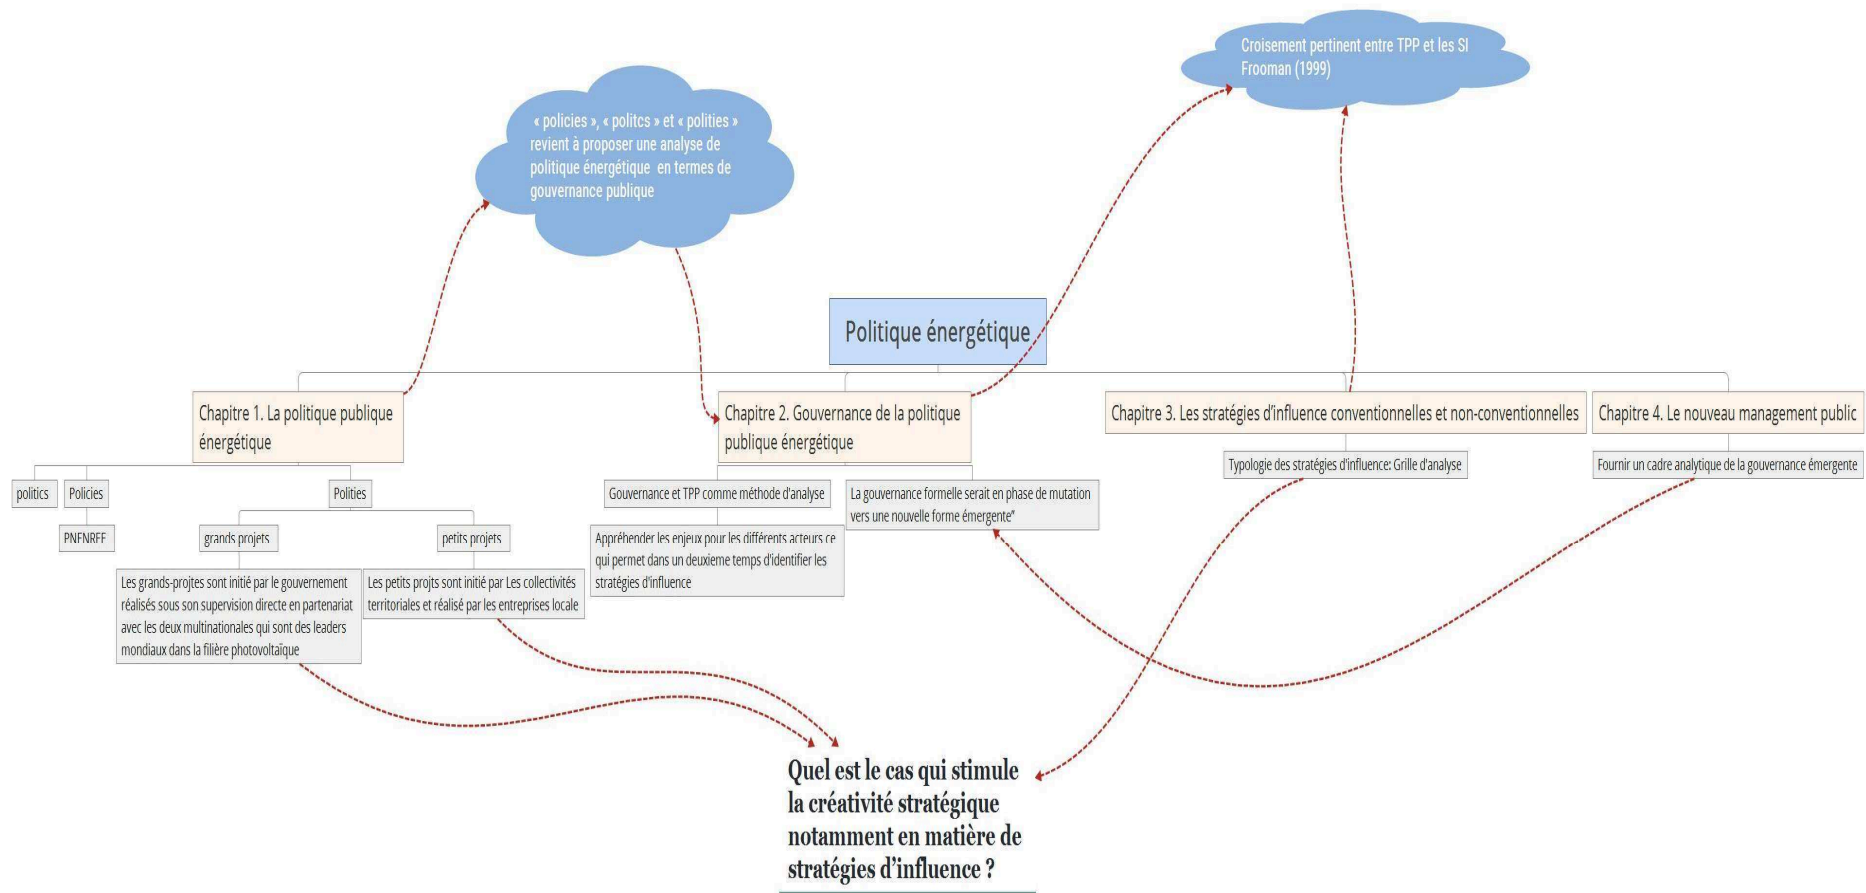 Croisement pertinent entre TPP et les SI
Frooman (1999)
« policies », « politcs » et « polities »
revient à proposer une analyse de
politique énergétique en termes de
gouvernance publique
Politique énergétique
Chapitre 1. La politique publique
énergétique
Chapitre 2. Gouvernance de la politique
publique énergétique
Chapitre 3. Les stratégies d'influence conventionnelles et non-conventionnelles
Chapitre 4. Le nouveau management public
politics
Policies
Polities
PNFNRFF
grands projets
petits projets
Les grands-projtes sont initié par le gouvernement
réalisés sous son supervision directe en partenariat
avec les deux multinationales qui sont des leaders
mondiaux dans la filière photovoltaïque
Les petits projts sont initié par Les collectivités
territoriales et réalisé par les entreprises locale
Gouvernance et TPP comme méthode d'analyse
Appréhender les enjeux pour les différents acteurs ce
qui permet dans un deuxieme temps d'identifier les
stratégies d'influence
La gouvernance formelle serait en phase de mutation
vers une nouvelle forme émergente"
Typologie des stratégies d'influence: Grille d'analyse
Fournir un cadre analytique de la gouvernance émergente
Quel est le cas qui stimule
la créativité stratégique
notamment en matière de
stratégies d'influence ?